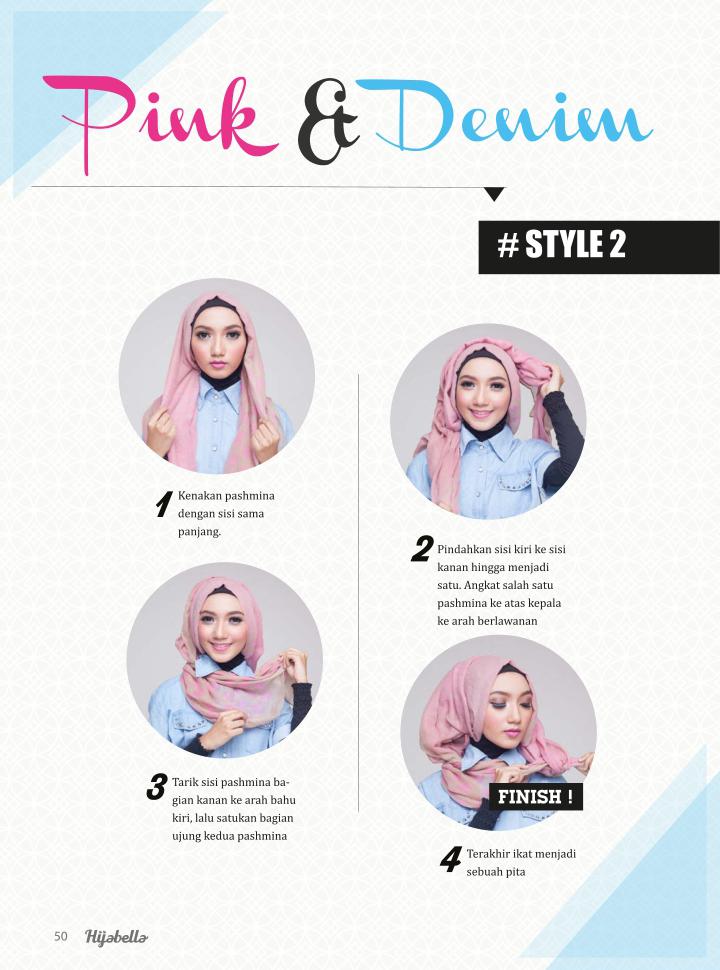 Pink & Denim
# STYLE 2
1 Kenakan pashmina
dengan sisi sama
panjang.
2 Pindahkan sisi kiri ke sisi
kanan hingga menjadi
satu. Angkat salah satu
pashmina ke atas kepala
ke arah berlawanan
3 Tarik sisi pashmina ba-
gian kanan ke arah bahu
kiri, lalu satukan bagian
ujung kedua pashmina
FINISH !
4 Terakhir ikat menjadi
sebuah pita
50 Hijabella